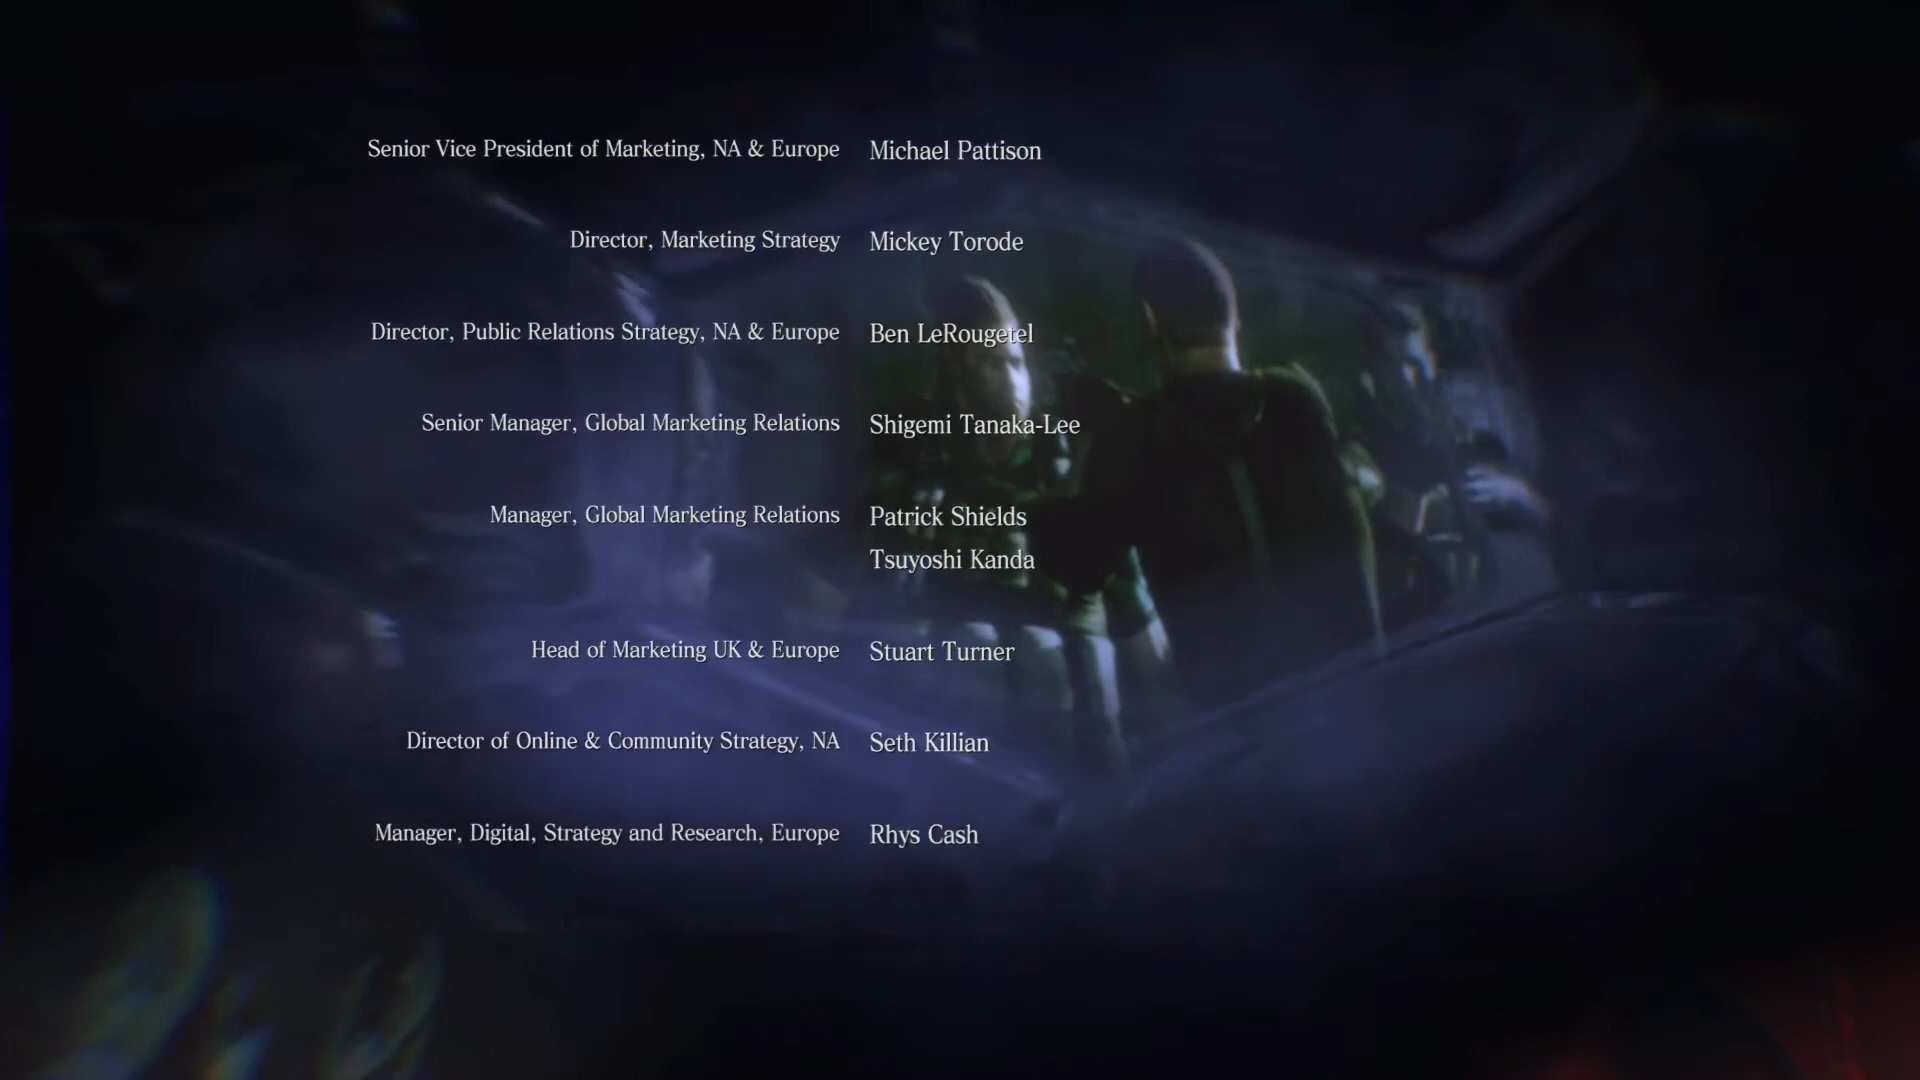 Senior Vice President of Marketing, NA & Europe Michael Pattison
Director, Marketing Strategy Mickey Torode
Director, Public Relations Strategy, NA & Europe Ben LeRougetel
Senior Manager, Global Marketing Relations Shigemi Tanaka-Lee
Manager, Global Marketing Relations Patrick Shields
Tsuyoshi Kanda
Head of Marketing UK & Europe Stuart Turner
Director of Online & Community Strategy, NA Seth Killian
Manager, Digital, Strategy and Research, Europe Rhys Cash